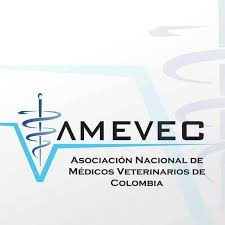 AMEVEC
ASOCIACIÓN NACIONAL DE
MÉDICOS VETERINARIOS DE
COLOMBIA